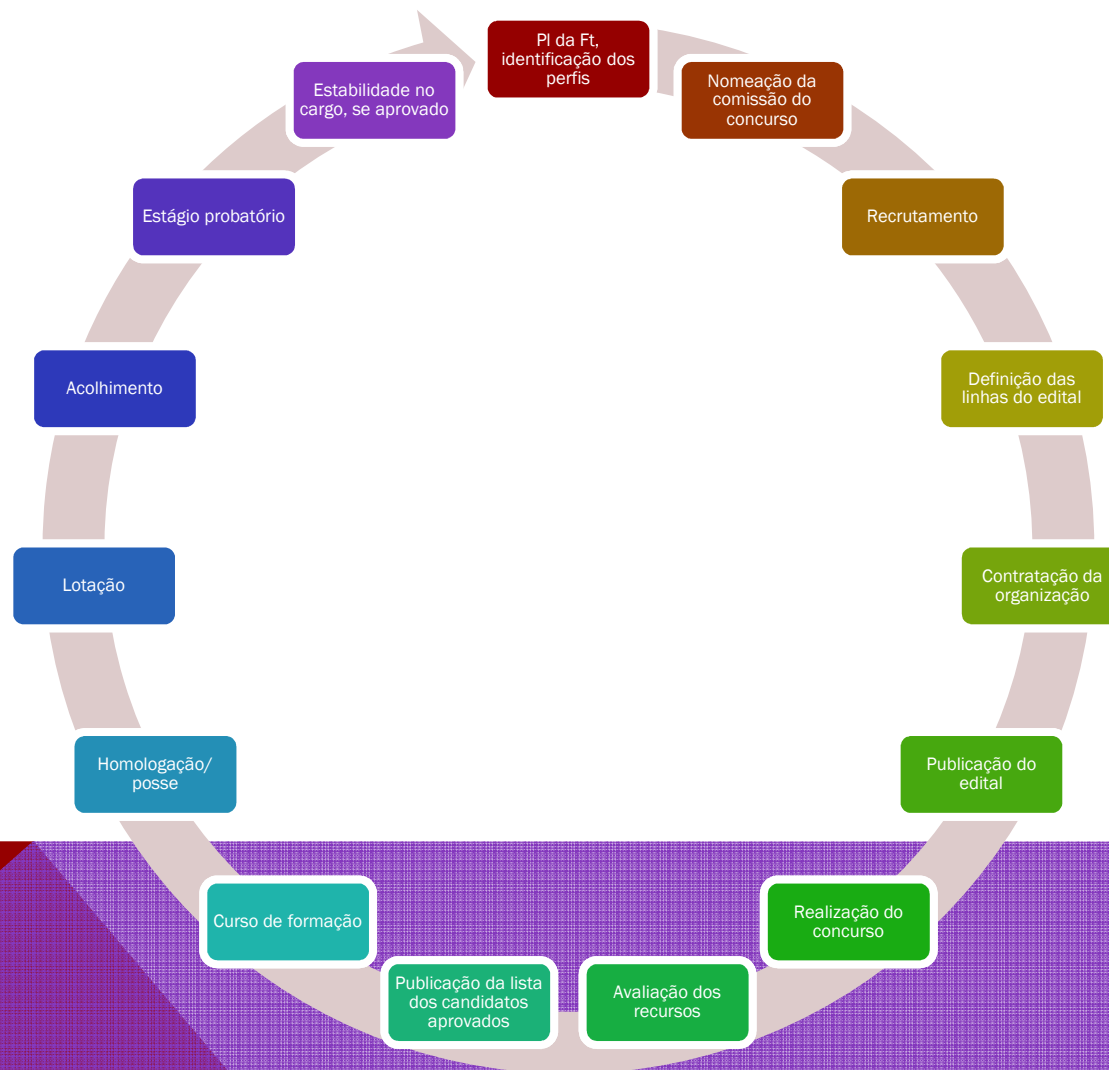 Pl da Ft,
identificação dos
perfis
Nomeação da
comissão do
concurso
Recrutamento
Definição das
linhas do edital
Contratação da
organização
Publicação do
edital
Realização do
concurso
Avaliação dos
recursos
Publicação da lista
dos candidatos
aprovados
Curso de formação
Homologação/
posse
Lotação
Acolhimento
Estágio probatório
Estabilidade no
cargo, se aprovado